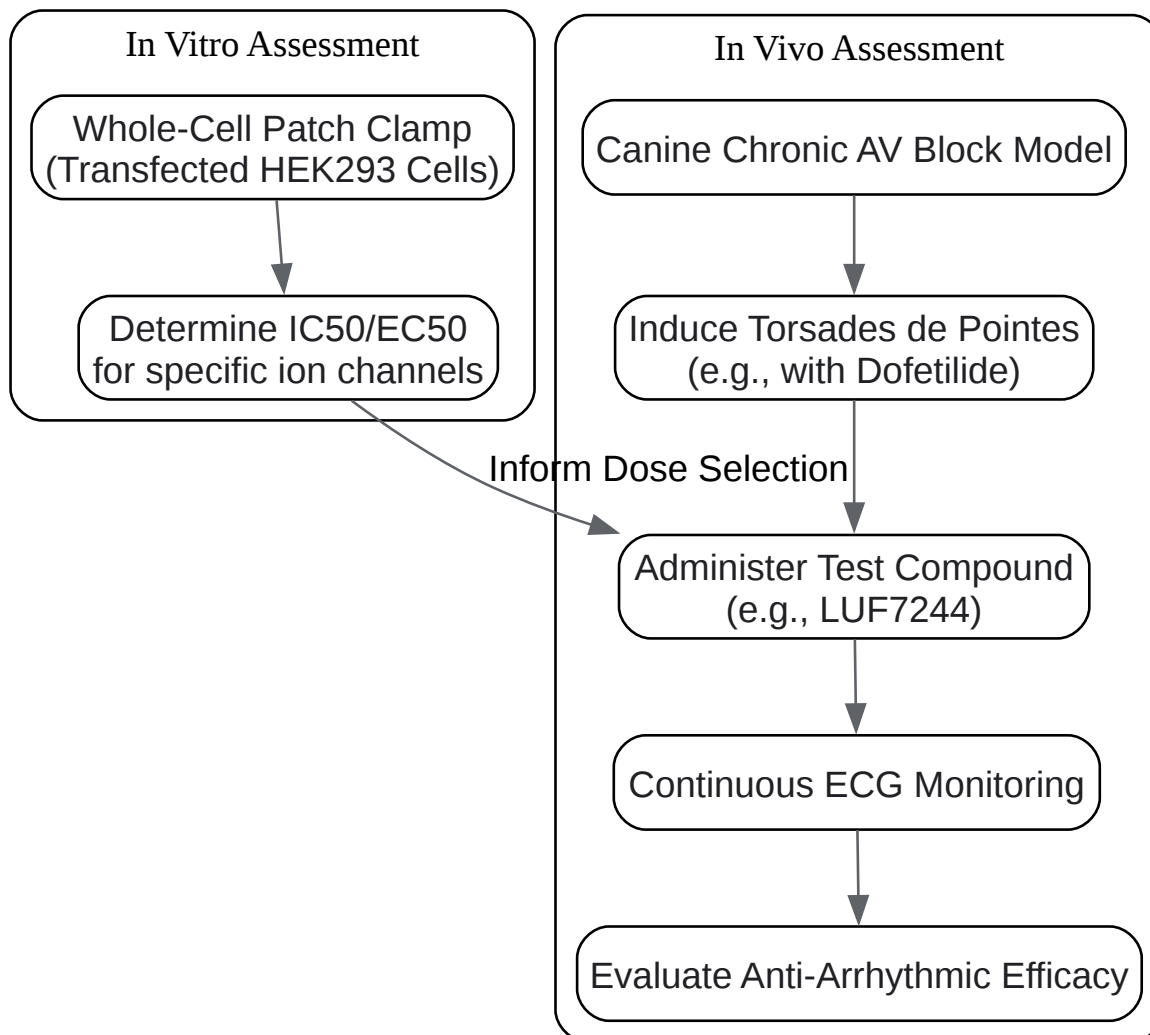 In Vitro Assessment
Whole-Cell Patch Clamp
(Transfected HEK293 Cells)
Determine IC50/EC50
for specific ion channels
Inform Dose Selection
In Vivo Assessment
Canine Chronic AV Block Model
Induce Torsades de Pointes
(e.g., with Dofetilide)
Administer Test Compound
(e.g., LUF7244)
Continuous ECG Monitoring
Evaluate Anti-Arrhythmic Efficacy